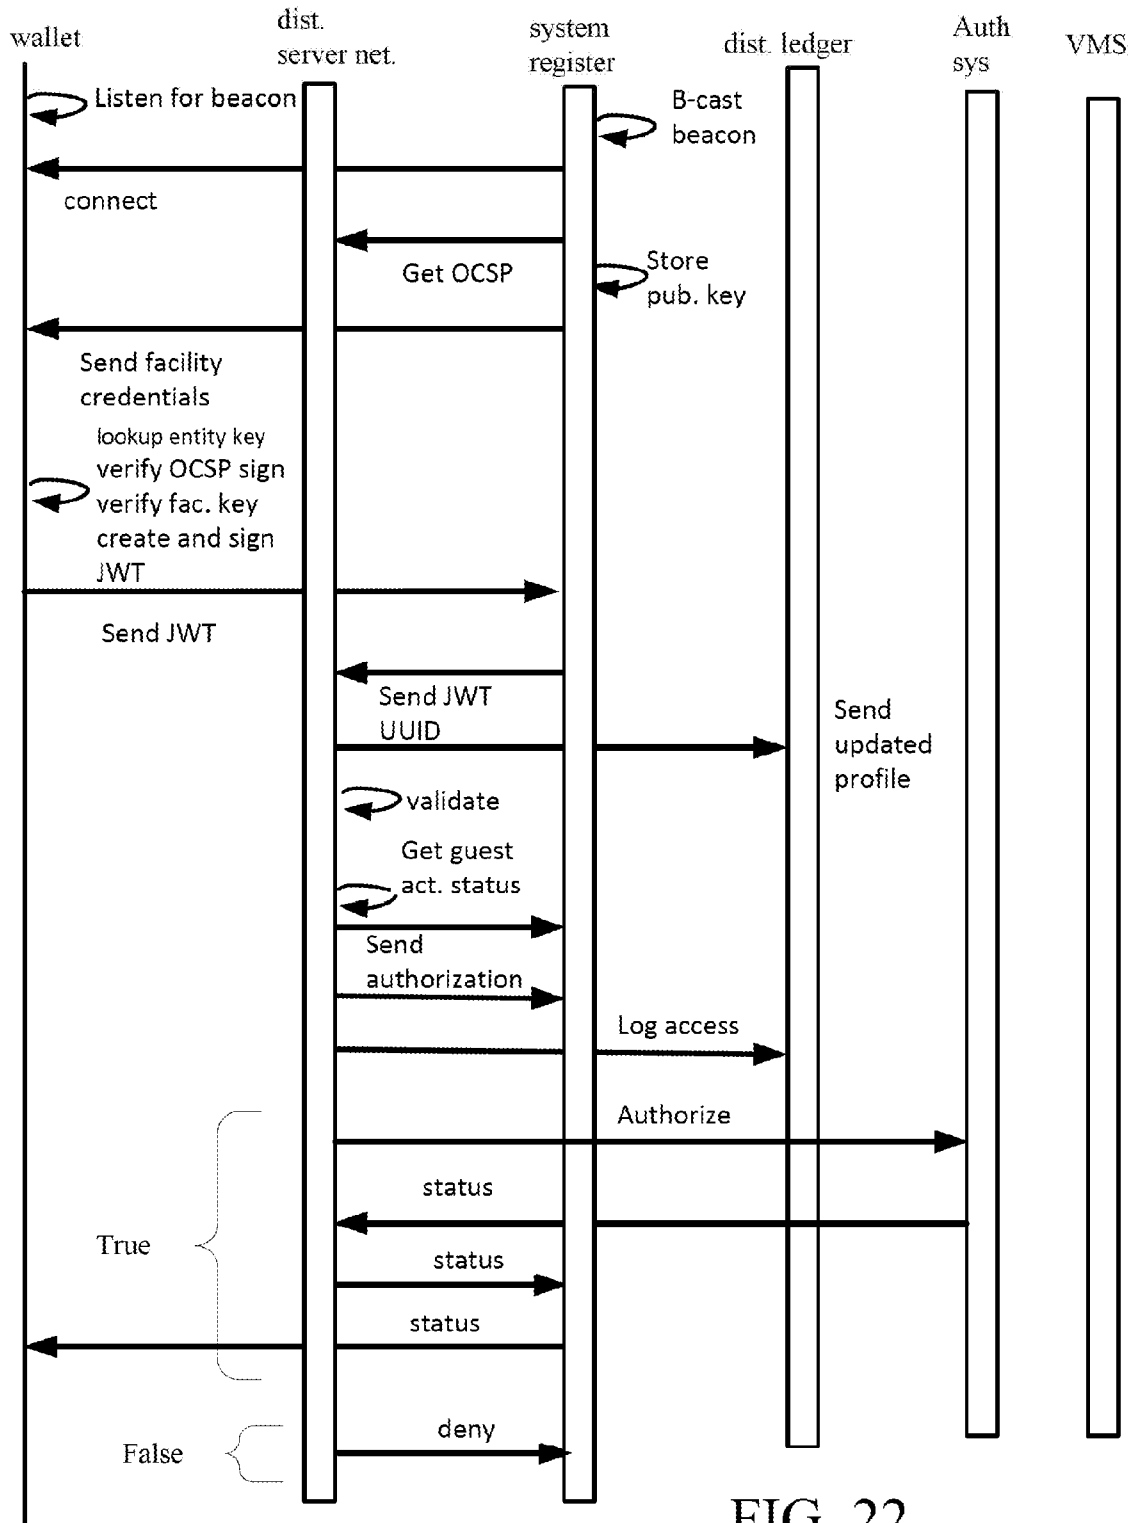 wallet
dist.
server net.
system
register
dist. ledger
Auth
sys
VMS
Listen for beacon
B-cast
beacon
connect
Get OCSP
Store
pub. key
Send facility
credentials
lookup entity key
verify OCSP sign
verify fac. key
create and sign
JWT
Send JWT
Send JWT
UUID
Send
updated
profile
validate
Get guest
act. status
Send
authorization
Log access
Authorize
status
True
status
status
deny
False
FIG. 22